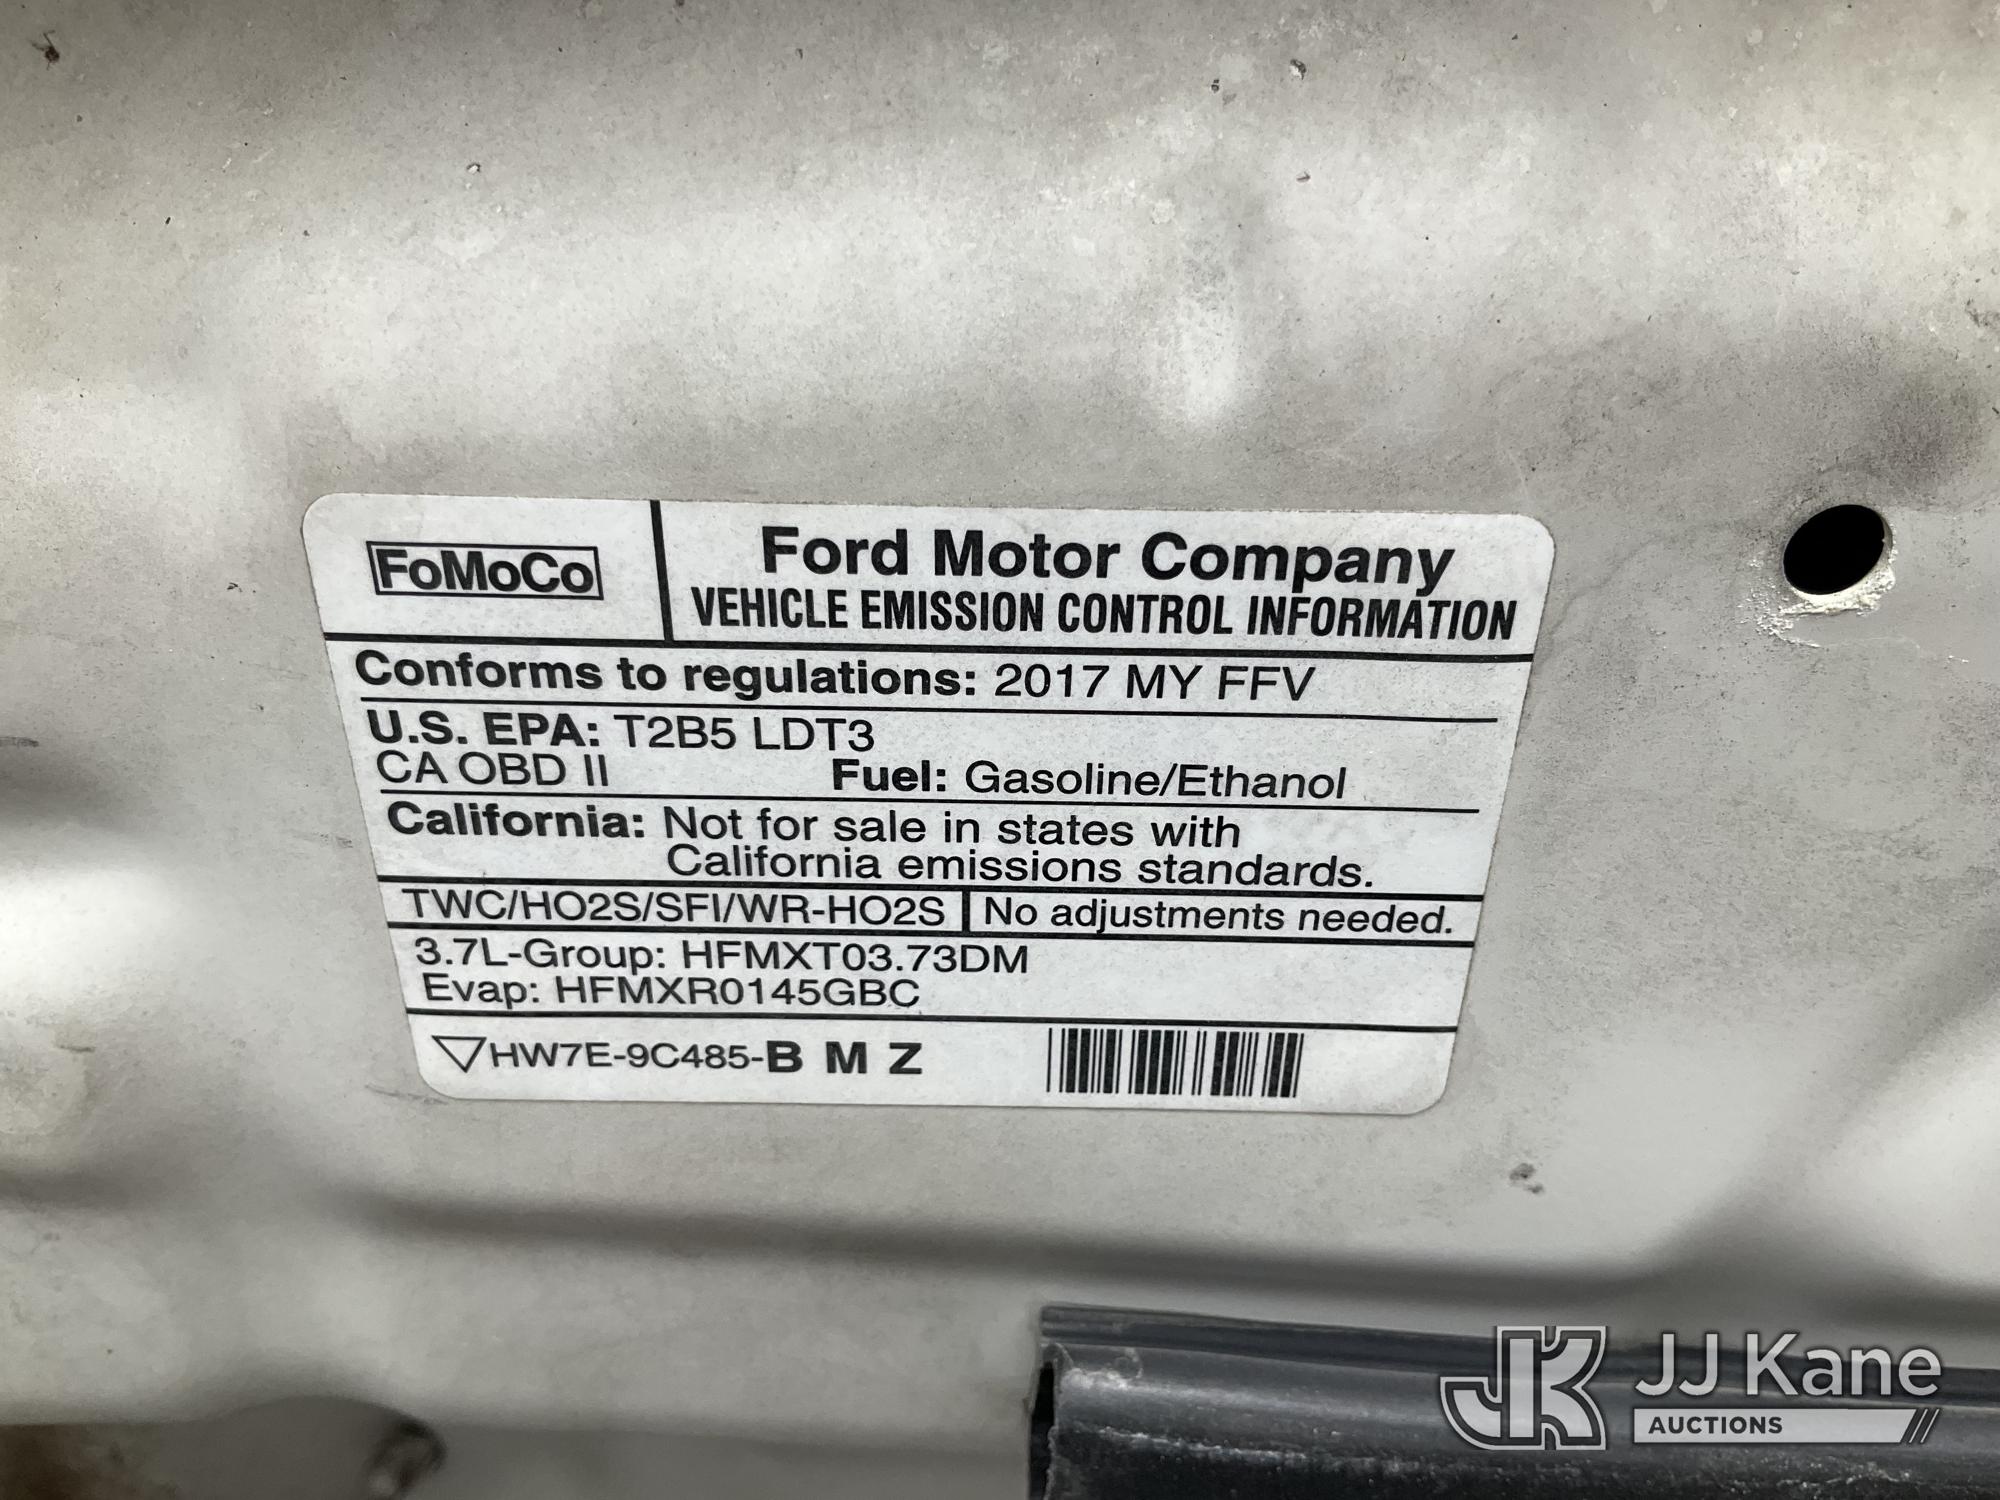 FoMoCo
Ford Motor Company
VEHICLE EMISSION CONTROL INFORMATION
Conforms to regulations: 2017 MY FFV
U.S. EPA: T2B5 LDT3
CA OBD II Fuel: Gasoline/Ethanol
California: Not for sale in states with
California emissions standards.
TWC/HO2S/SFI/WR-HO2S No adjustments needed.
3.7L-Group: HFMXT03.73DM
Evap: HFMXR0145GBC
HW7E-9C485-B M Z
JK JJ Kane
AUCTIONS